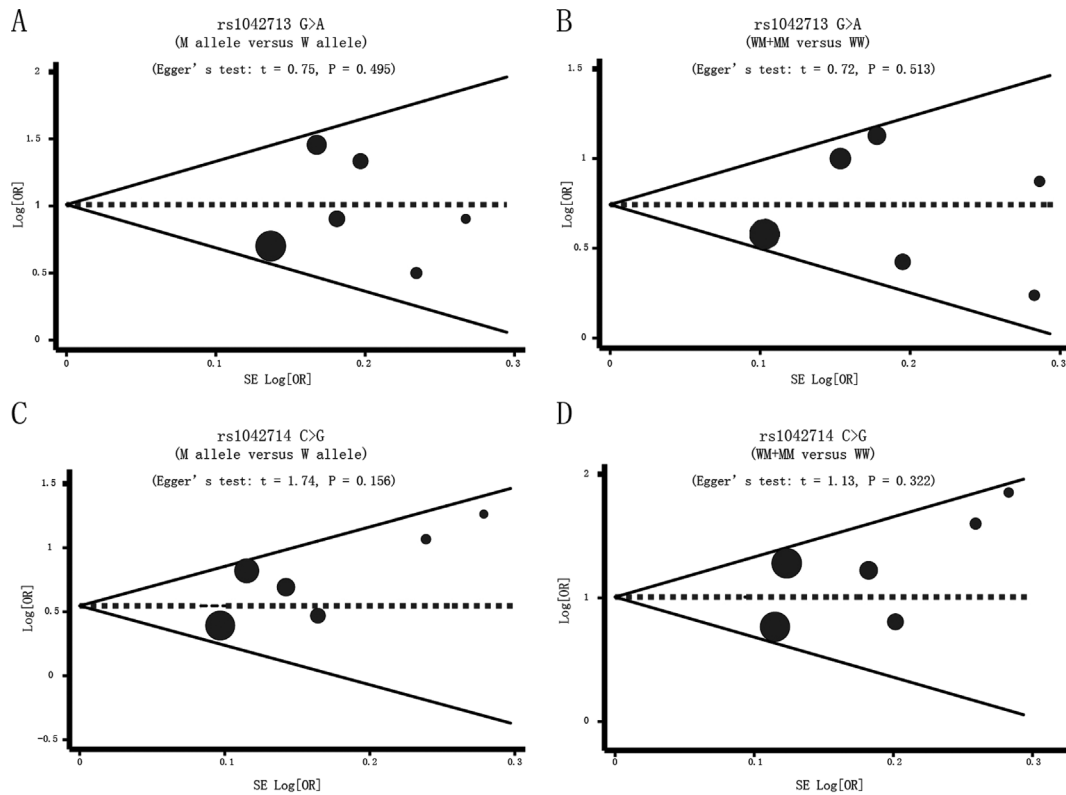 A
rs1042713 G>A
(M allele versus W allele)
(Egger's test: t = 0.75, P = 0.495)
2
1.5
1
0.5
0
Log[OR]
0
0.1
0.2
0.3
SE Log[OR]
B
rs1042713 G>A
(WM+MM versus WW)
(Egger's test: t = 0.72, P = 0.513)
1.5
1
0.5
0
Log[OR]
0
0.1
0.2
0.3
SE Log[OR]
C
rs1042714 C>G
(M allele versus W allele)
(Egger's test: t = 1.74, P = 0.156)
1.5
1
0.5
0
-0.5
Log[OR]
0
0.1
0.2
0.3
SE Log[OR]
D
rs1042714 C>G
(WM+MM versus WW)
(Egger's test: t = 1.13, P = 0.322)
2
1
0
Log[OR]
0
0.1
0.2
0.3
SE Log[OR]